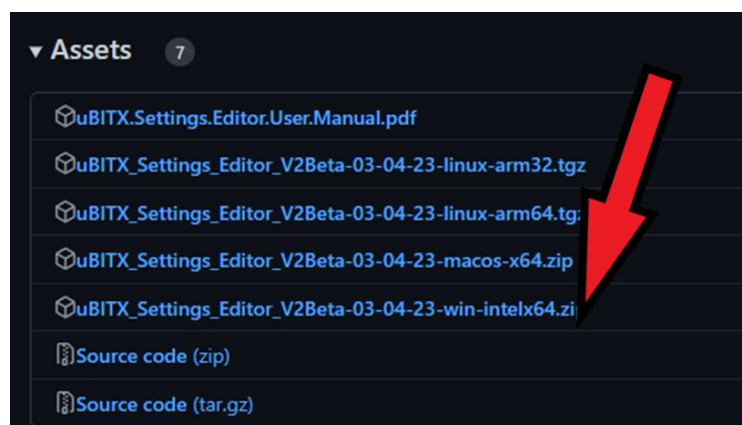 Assets 7
uBITX.Settings.Editor.User.Manual.pdf
uBITX_Settings_Editor_V2Beta-03-04-23-linux-arm32.tgz
uBITX_Settings_Editor_V2Beta-03-04-23-linux-arm64.tgz
uBITX_Settings_Editor_V2Beta-03-04-23-macos-x64.zip
uBITX_Settings_Editor_V2Beta-03-04-23-win-intelx64.zip
Source code (zip)
Source code (tar.gz)